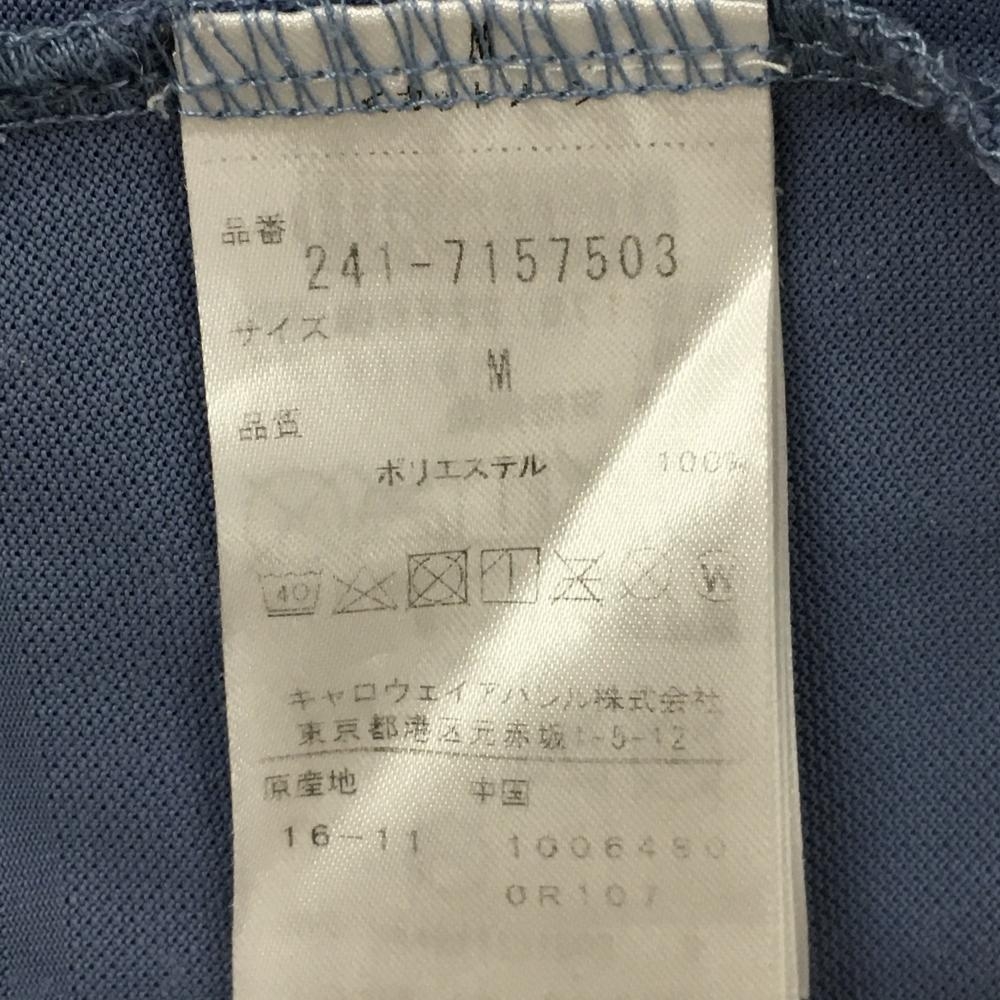 品番
241-7157503
サイズ
M
品質
ポリエステル 100%
40
W
キャロウェイアパレル株式会社
東京都港区元赤坂1-5-12
原産地 中国
16-11 1006480
0R107